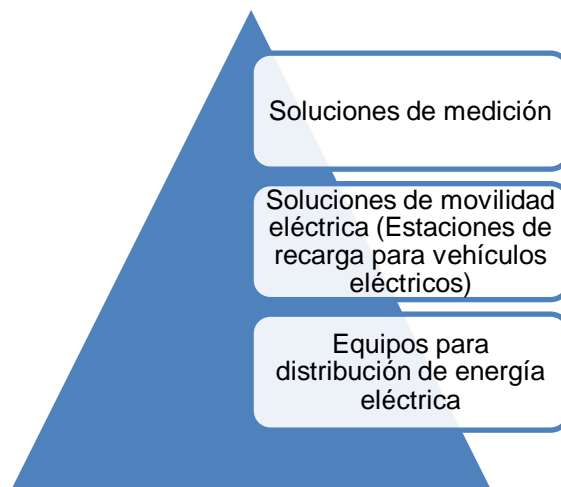 Soluciones de medición
Soluciones de movilidad
eléctrica (Estaciones de
recarga para vehículos
eléctricos)
Equipos para
distribución de energía
eléctrica